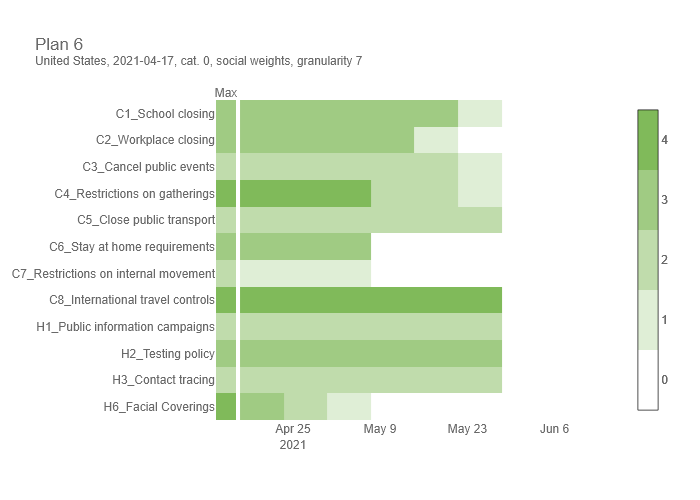 Plan 6
United States, 2021-04-17, cat. 0, social weights, granularity 7
Max
C1_School closing
C2_Workplace closing
C3_Cancel public events
C4_Restrictions on gatherings
C5_Close public transport
C6_Stay at home requirements
C7_Restrictions on internal movement
C8_International travel controls
H1_Public information campaigns
H2_Testing policy
H3_Contact tracing
H6_Facial Coverings
Apr 25 May 9 May 23 Jun 6
2021
4
3
2
1
0